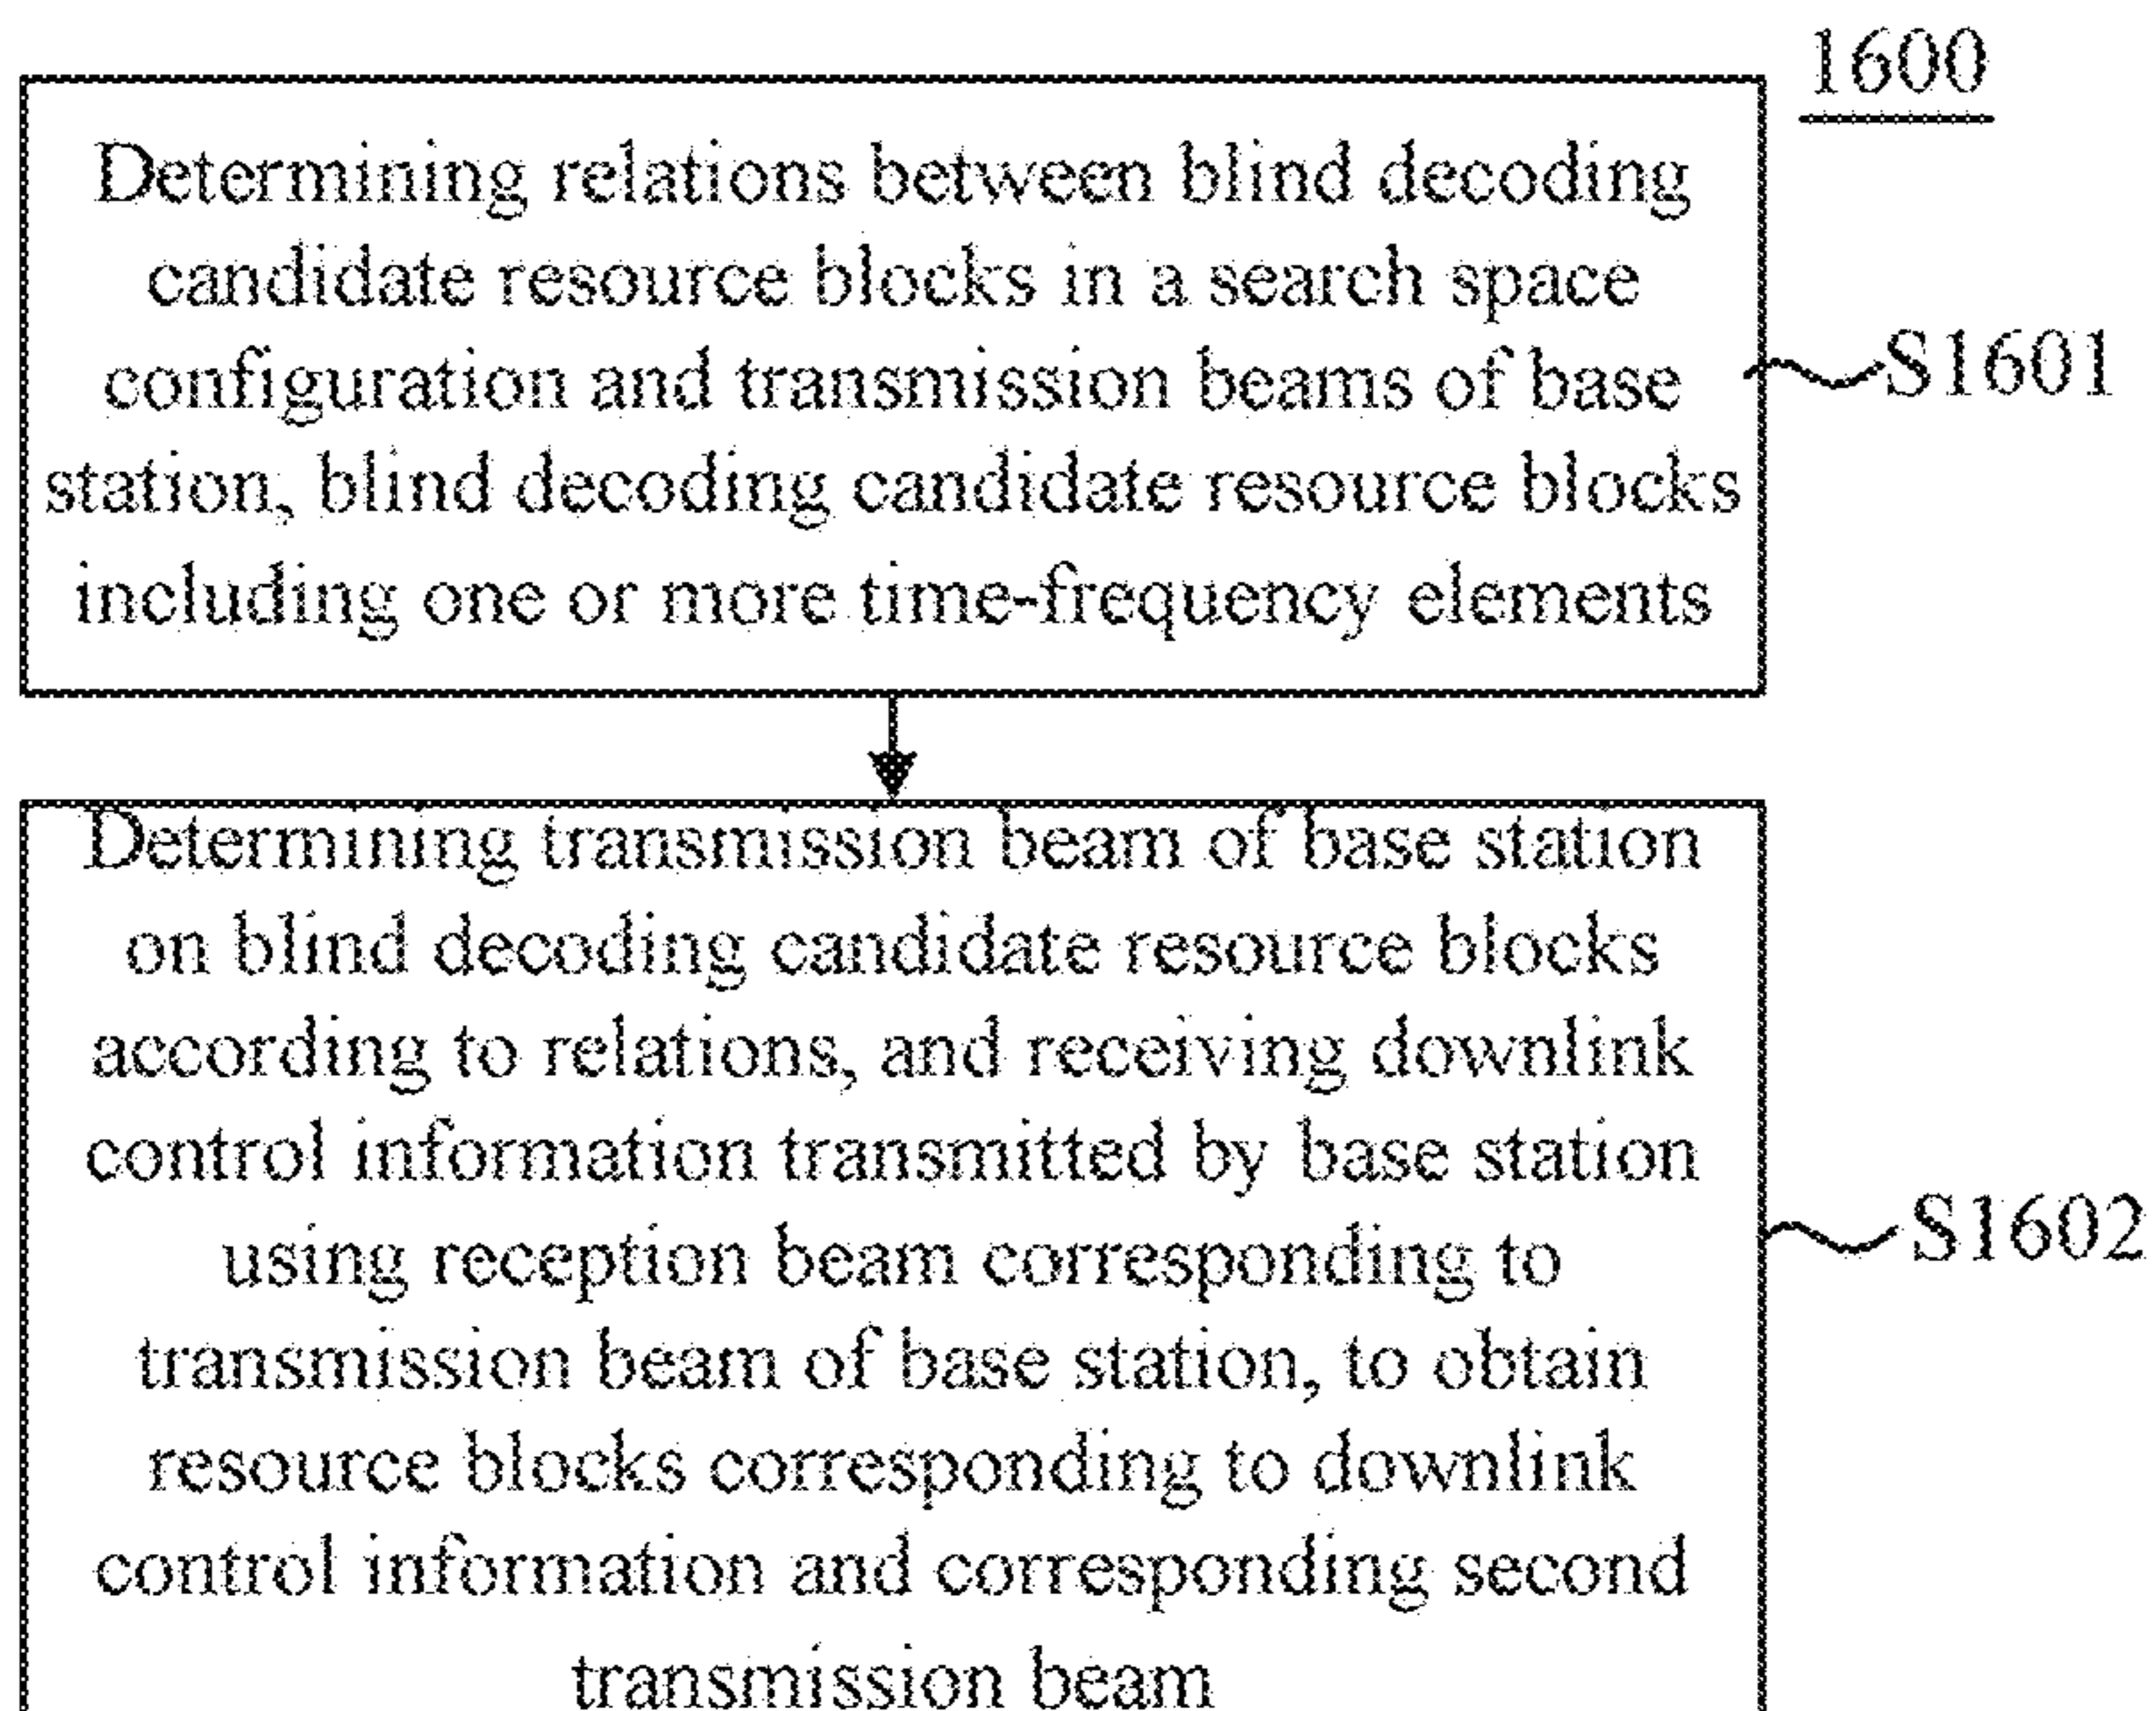 1600
Determining relations between blind decoding
candidate resource blocks in a search space
configuration and transmission beams of base
station, blind decoding candidate resource blocks
including one or more time-frequency elements
S1601
Determining transmission beam of base station
on blind decoding candidate resource blocks
according to relations, and receiving downlink
control information transmitted by base station
using reception beam corresponding to
transmission beam of base station, to obtain
resource blocks corresponding to downlink
control information and corresponding second
transmission beam
S1602